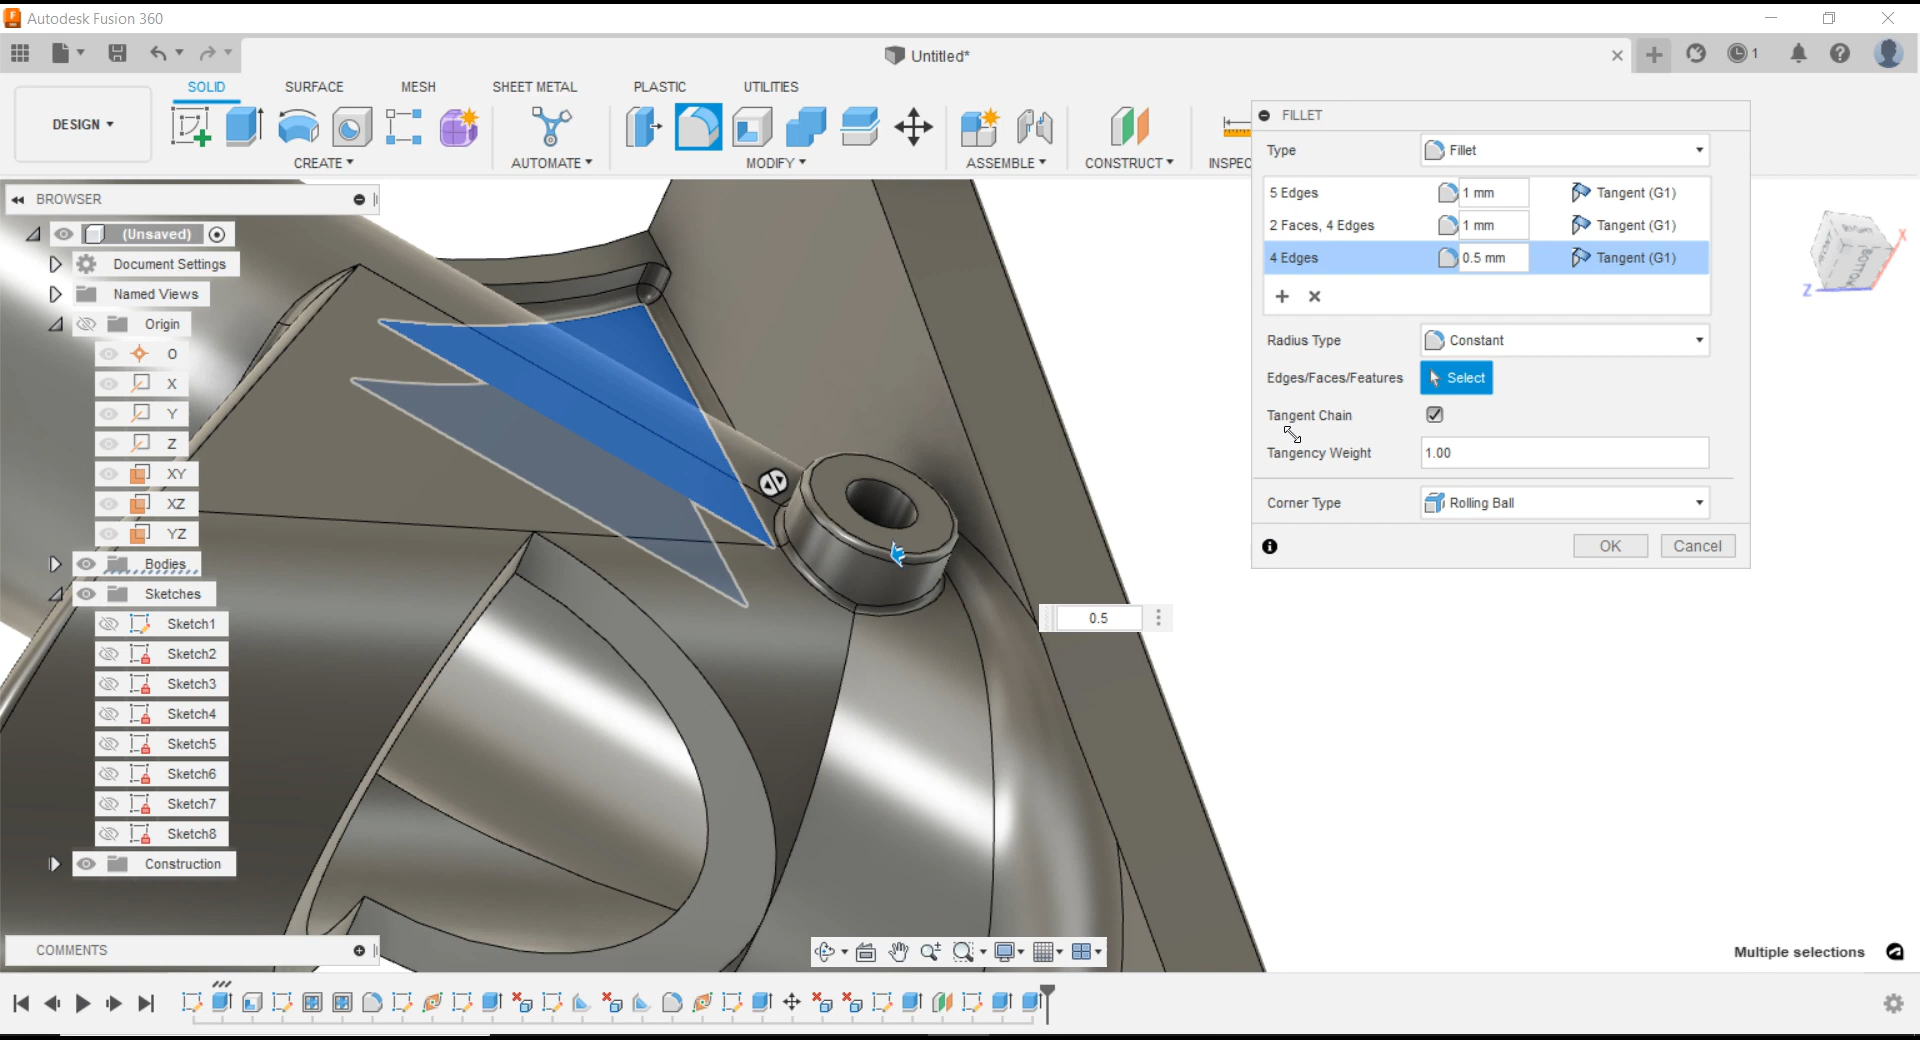 Autodesk Fusion 360
Untitled*
1
SOLID SURFACE MESH SHEET METAL PLASTIC UTILITIES
DESIGN
CREATE AUTOMATE MODIFY ASSEMBLE CONSTRUCT INSPEC
BROWSER
(Unsaved)
Document Settings
Named Views
Origin
O
X
Y
Z
XY
XZ
YZ
Bodies
Sketches
Sketch1
Sketch2
Sketch3
Sketch4
Sketch5
Sketch6
Sketch7
Sketch8
Construction
COMMENTS
FILLET
Type Fillet
5 Edges 1 mm Tangent (G1)
2 Faces, 4 Edges 1 mm Tangent (G1)
4 Edges 0.5 mm Tangent (G1)
Radius Type Constant
Edges/Faces/Features Select
Tangent Chain
Tangency Weight 1.00
Corner Type Rolling Ball
OK Cancel
0.5
BOTTOM
X
Z
Multiple selections